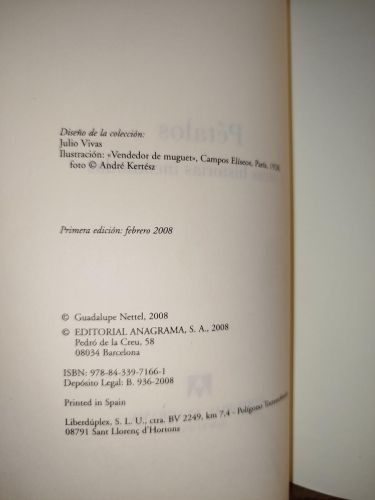 Diseño de la colección:
Julio Vivas
Ilustración: «Vendedor de muguet», Campos Elíseos, París, 1928,
foto © André Kertész
Primera edición: febrero 2008
© Guadalupe Nettel, 2008
© EDITORIAL ANAGRAMA, S. A., 2008
Pedró de la Creu, 58
08034 Barcelona
ISBN: 978-84-339-7166-1
Depósito Legal: B. 936-2008
Printed in Spain
Liberdúplex, S. L. U., ctra. BV 2249, km 7,4 - Polígono Torrentfondo
08791 Sant Llorenç d'Hortons
Pétalos